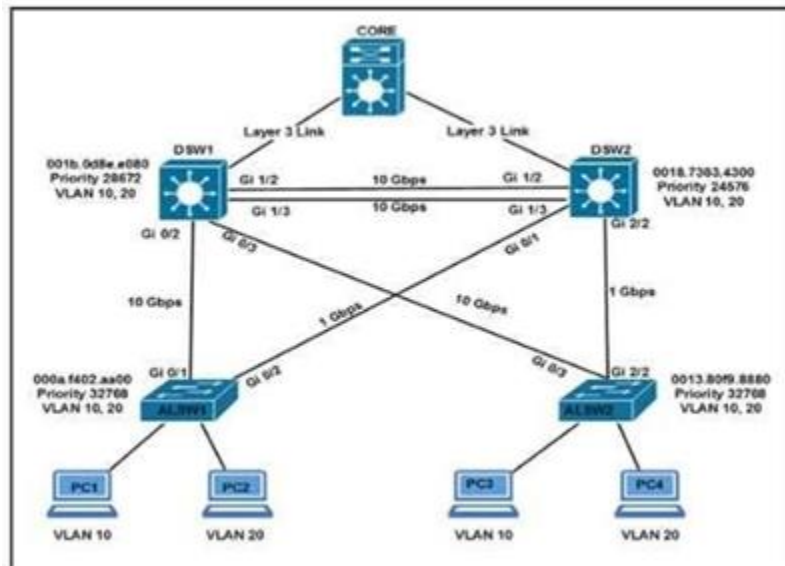 CORE
Layer 3 Link
Layer 3 Link
DSW1
DSW2
001b.0d8e.e080
Priority 28672
VLAN 10, 20
0018.7363.4300
Priority 24576
VLAN 10, 20
Gi 1/2
10 Gbps
Gi 1/2
Gi 1/3
10 Gbps
Gi 1/3
Gi 0/2
Gi 0/3
Gi 0/1
Gi 2/2
10 Gbps
1 Gbps
10 Gbps
1 Gbps
Gi 0/1
Gi 0/2
Gi 0/3
Gi 2/2
000a.f402.aa00
Priority 32768
VLAN 10, 20
ALSW1
ALSW2
0013.80f9.8880
Priority 32768
VLAN 10, 20
PC1
PC2
PC3
PC4
VLAN 10
VLAN 20
VLAN 10
VLAN 20